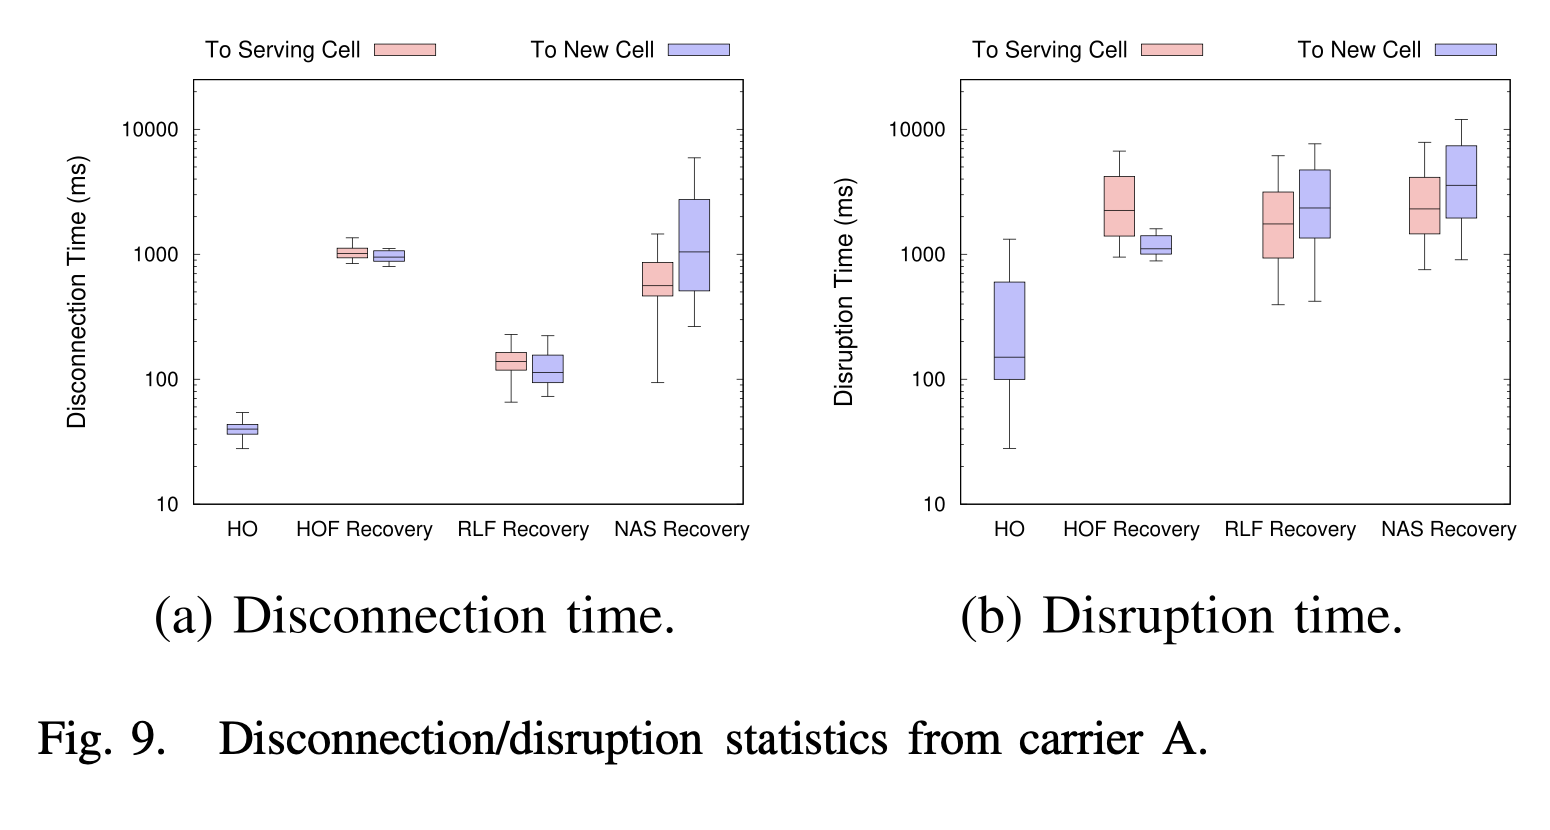 To Serving Cell To New Cell
Disconnection Time (ms)
10000
1000
100
10
HO HOF Recovery RLF Recovery NAS Recovery
(a) Disconnection time.
To Serving Cell To New Cell
Disruption Time (ms)
10000
1000
100
10
HO HOF Recovery RLF Recovery NAS Recovery
(b) Disruption time.
Fig. 9. Disconnection/disruption statistics from carrier A.